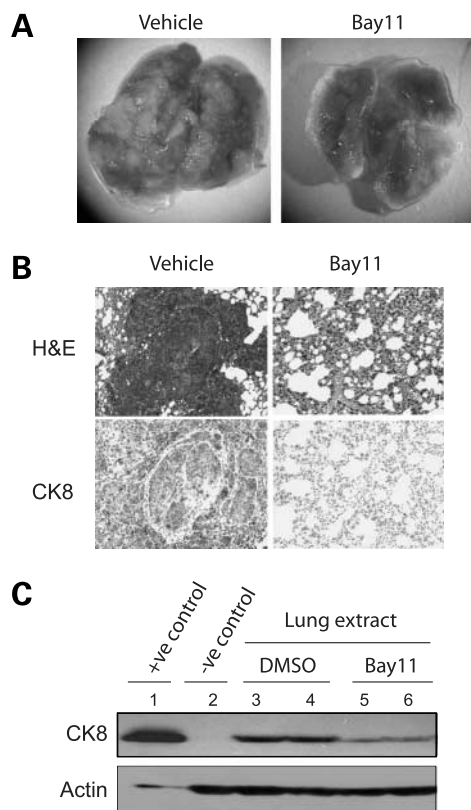 A
Vehicle Bay11
B
Vehicle Bay11
H&E
CK8
C
+ve control
-ve control
Lung extract
DMSO Bay11
1 2 3 4 5 6
CK8
Actin